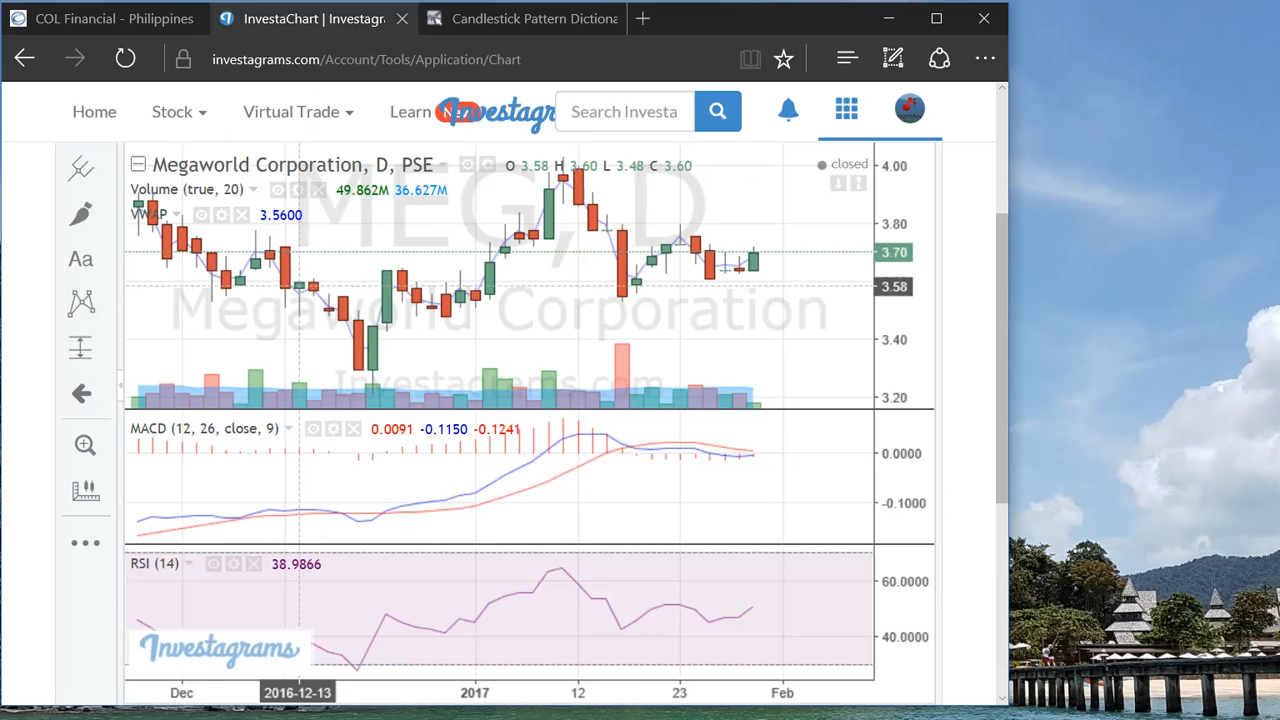 COL Financial - Philippines
InvestaChart | Investagr
Candlestick Pattern Dictiona
investagrams.com/Account/Tools/Application/Chart
Home
Stock
Virtual Trade
Learn
Investagr
Search Investa
Megaworld Corporation, D, PSE
O 3.58 H 3.60 L 3.48 C 3.60
closed
Volume (true, 20)
49.862M 36.627M
VWAP
3.5600
MEG, D
Megaworld Corporation
Investagrams.com
4.00
3.80
3.70
3.58
3.40
3.20
MACD (12, 26, close, 9)
0.0091 -0.1150 -0.1241
0.0000
-0.1000
RSI (14)
38.9866
60.0000
40.0000
Investagrams
Dec
2016-12-13
2017
12
23
Feb
Aa